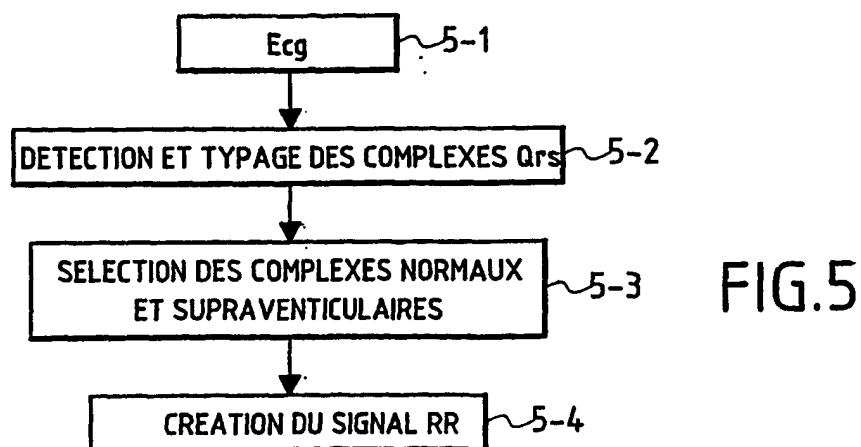 Ecg
5-1
DETECTION ET TYPAGE DES COMPLEXES Qrs
5-2
SELECTION DES COMPLEXES NORMAUX
ET SUPRAVENTICULAIRES
5-3
FIG.5
CREATION DU SIGNAL RR
5-4